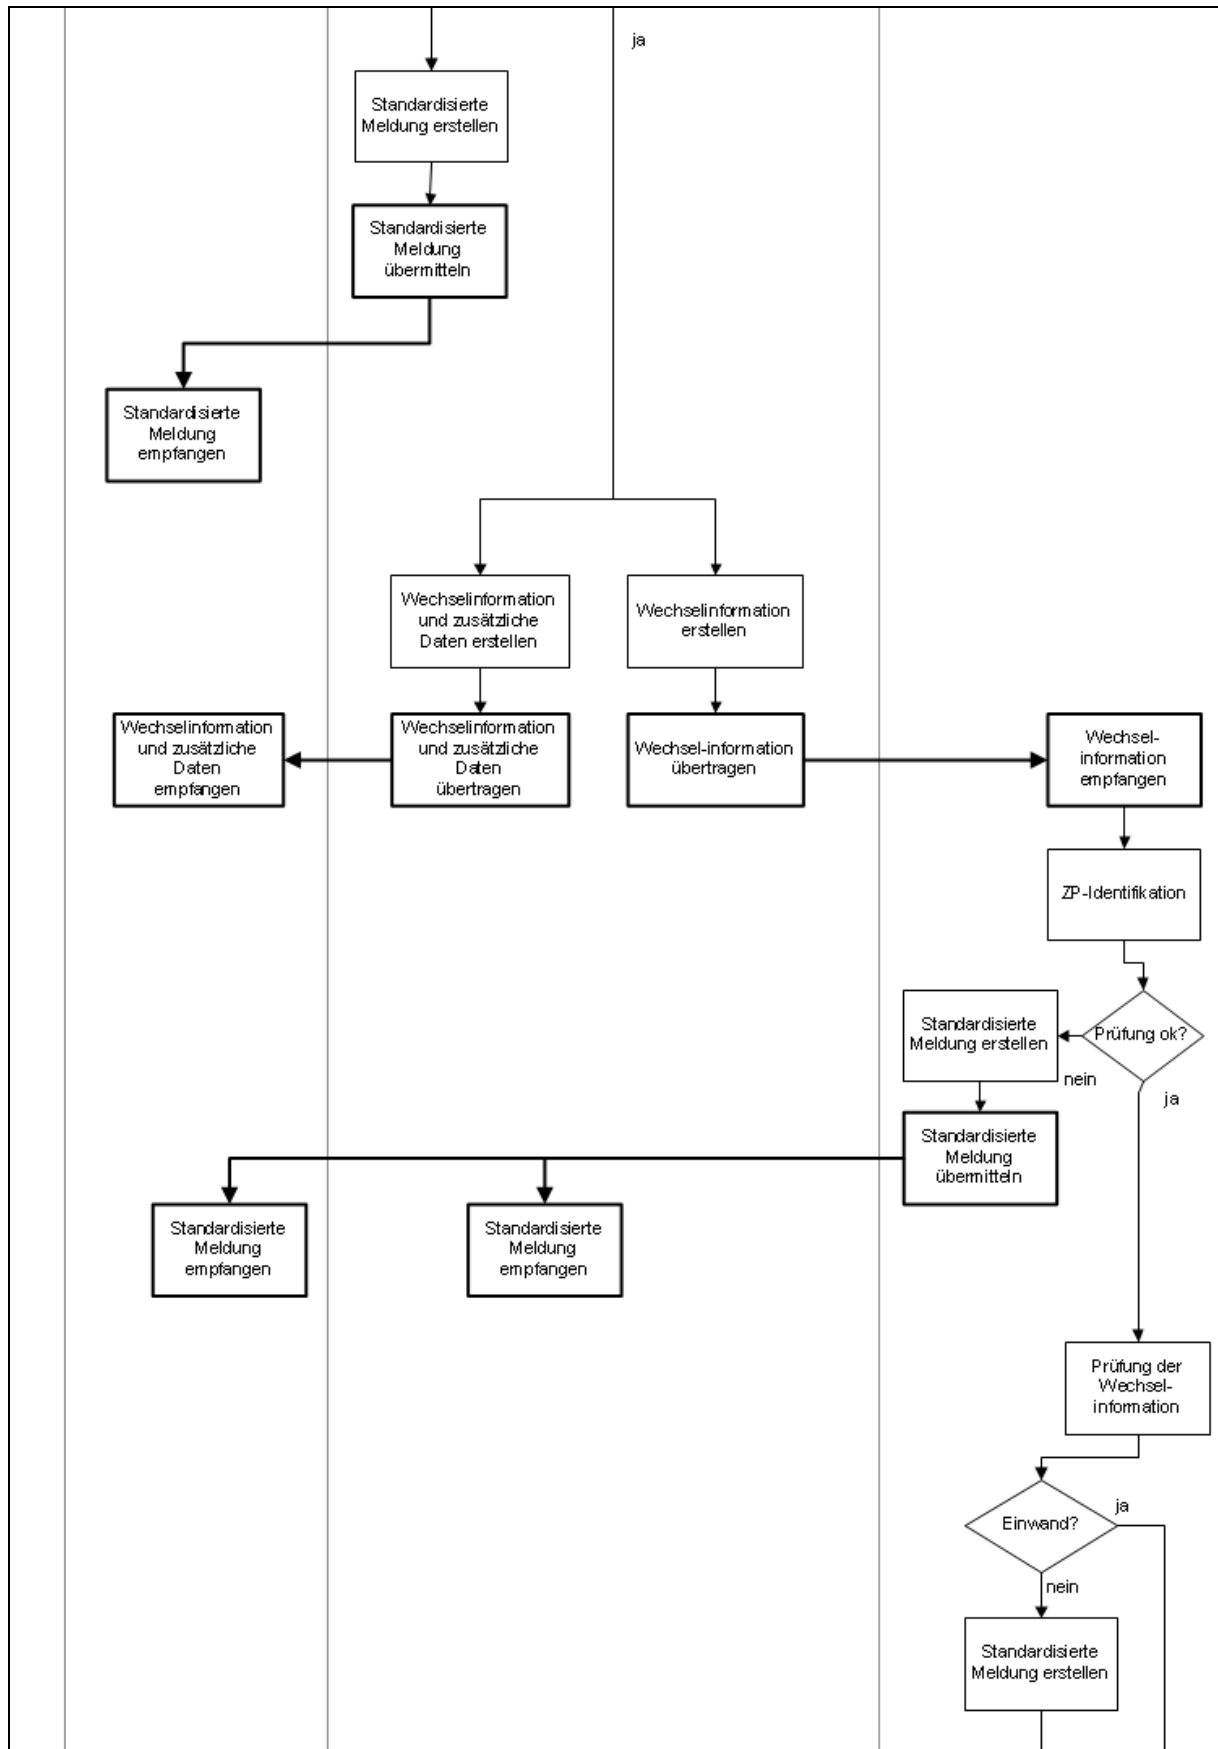 ja
Standardisierte
Meldung erstellen
Standardisierte
Meldung
übermitteln
Standardisierte
Meldung
empfangen
Wechselinformation
und zusätzliche
Daten erstellen
Wechselinformation
erstellen
Wechselinformation
und zusätzliche
Daten
empfangen
Wechselinformation
und zusätzliche
Daten
übertragen
Wechsel-information
übertragen
Wechsel-
information
empfangen
ZP-Identifikation
Prüfung ok?
Standardisierte
Meldung erstellen
nein
ja
Standardisierte
Meldung
übermitteln
Standardisierte
Meldung
empfangen
Standardisierte
Meldung
empfangen
Prüfung der
Wechsel-
information
Einwand?
ja
nein
Standardisierte
Meldung erstellen